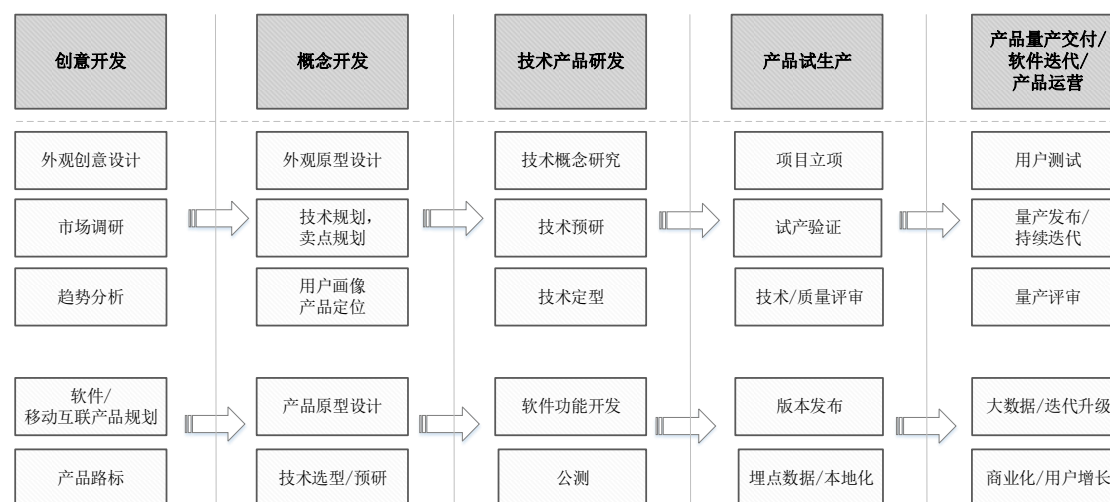 创意开发
概念开发
技术产品研发
产品试生产
产品量产交付/
软件迭代/
产品运营
外观创意设计
外观原型设计
技术概念研究
项目立项
用户测试
市场调研
技术规划，
卖点规划
技术预研
试产验证
量产发布/
持续迭代
趋势分析
用户画像
产品定位
技术定型
技术/质量评审
量产评审
软件/
移动互联产品规划
产品原型设计
软件功能开发
版本发布
大数据/迭代升级
产品路标
技术选型/预研
公测
埋点数据/本地化
商业化/用户增长